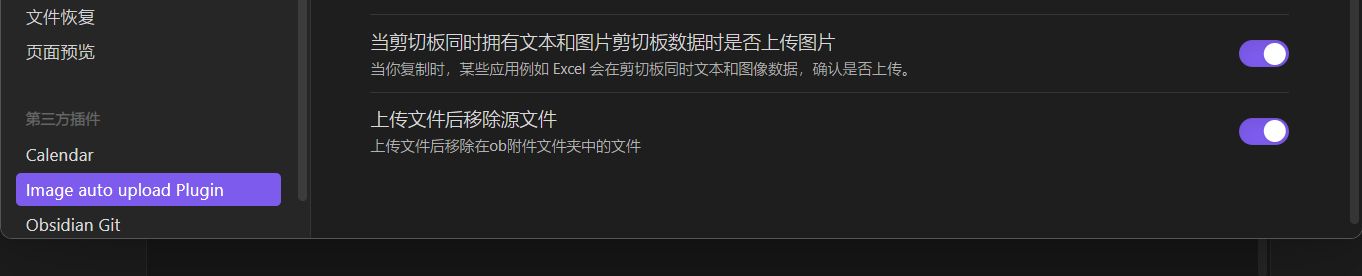 文件恢复
页面预览
第三方插件
Calendar
Image auto upload Plugin
Obsidian Git
当剪切板同时拥有文本和图片剪切板数据时是否上传图片
当你复制时，某些应用例如 Excel 会在剪切板同时文本和图像数据，确认是否上传。
上传文件后移除源文件
上传文件后移除在ob附件文件夹中的文件